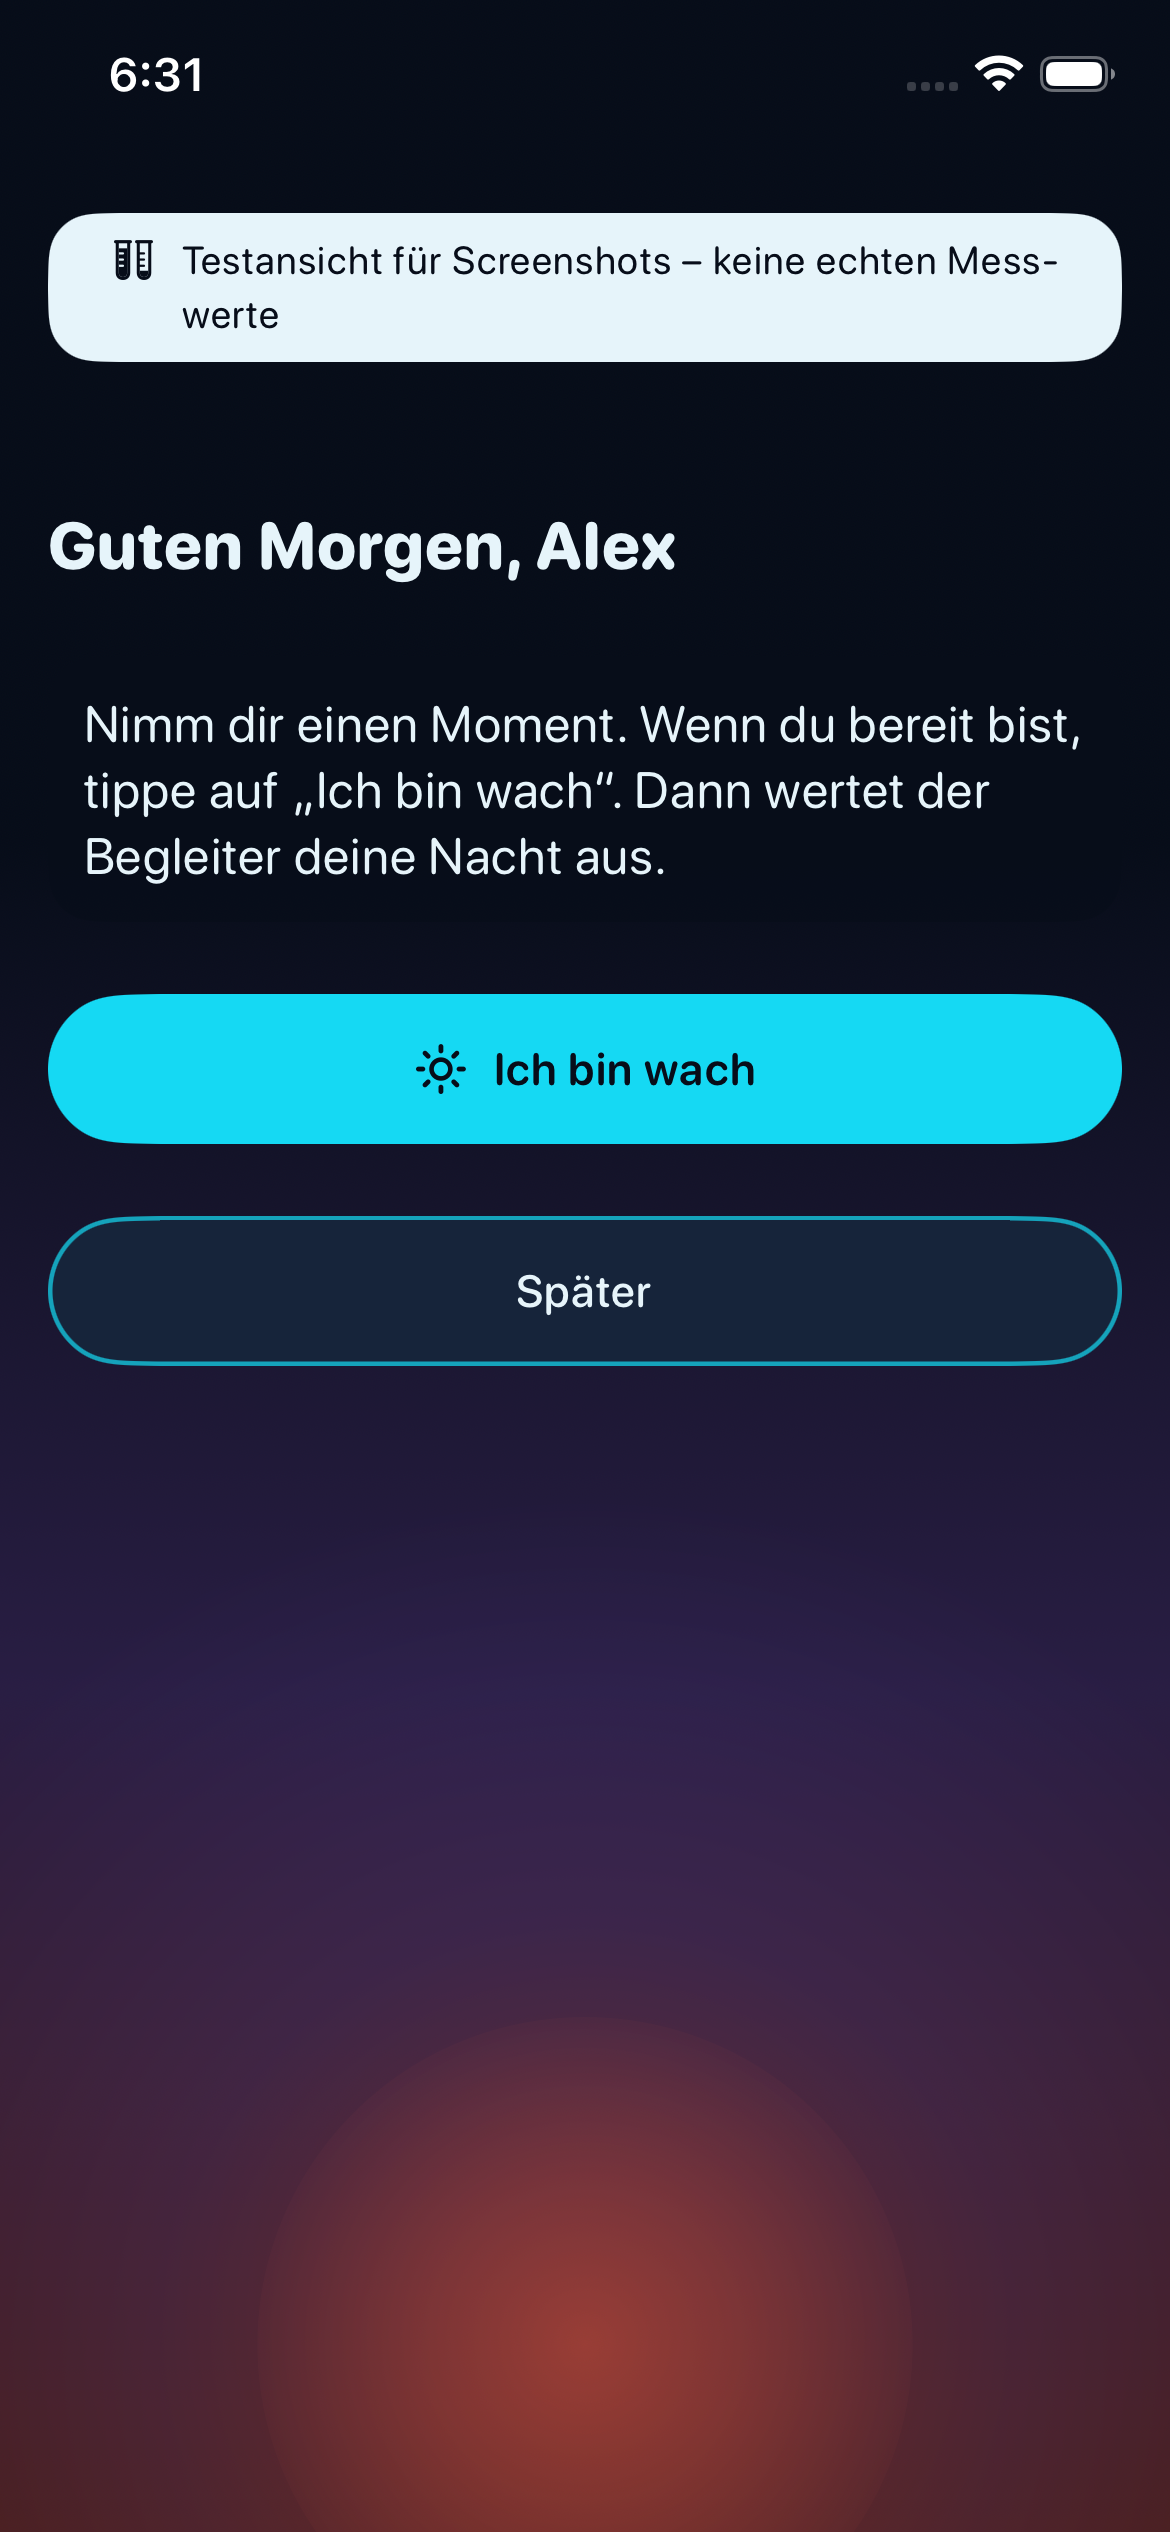 6:31
Testansicht für Screenshots – keine echten Mess-
werte
Guten Morgen, Alex
Nimm dir einen Moment. Wenn du bereit bist,
tippe auf „Ich bin wach“. Dann wertet der
Begleiter deine Nacht aus.
Ich bin wach
Später